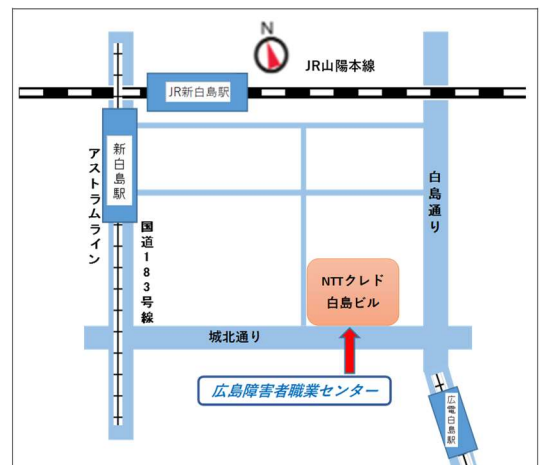 N
JR山陽本線
JR新白島駅
新白島駅
アストラムライン
国道183号線
白島通り
NTTクレド
白島ビル
城北通り
広島障害者職業センター
広電白島駅